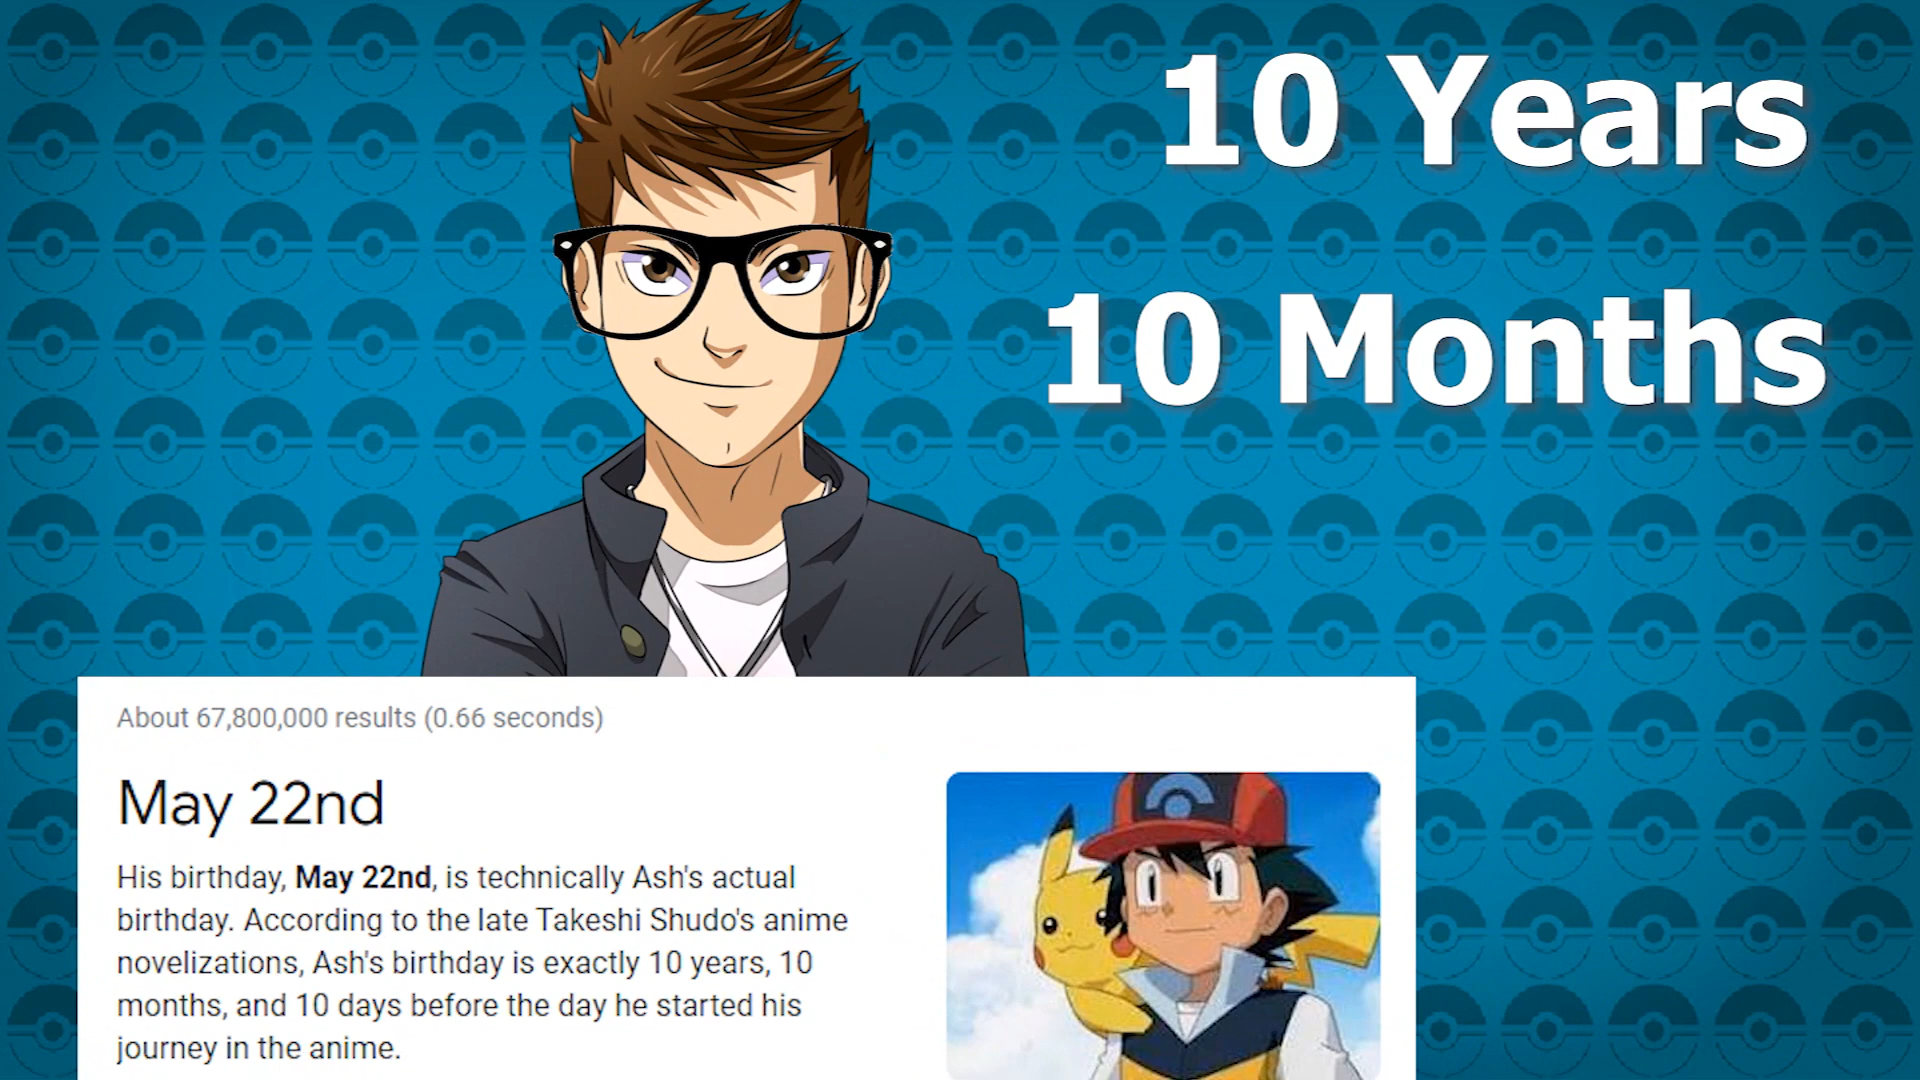 10 Years
10 Months
About 67,800,000 results (0.66 seconds)
May 22nd
His birthday, May 22nd, is technically Ash's actual
birthday. According to the late Takeshi Shudo's anime
novelizations, Ash's birthday is exactly 10 years, 10
months, and 10 days before the day he started his
journey in the anime.